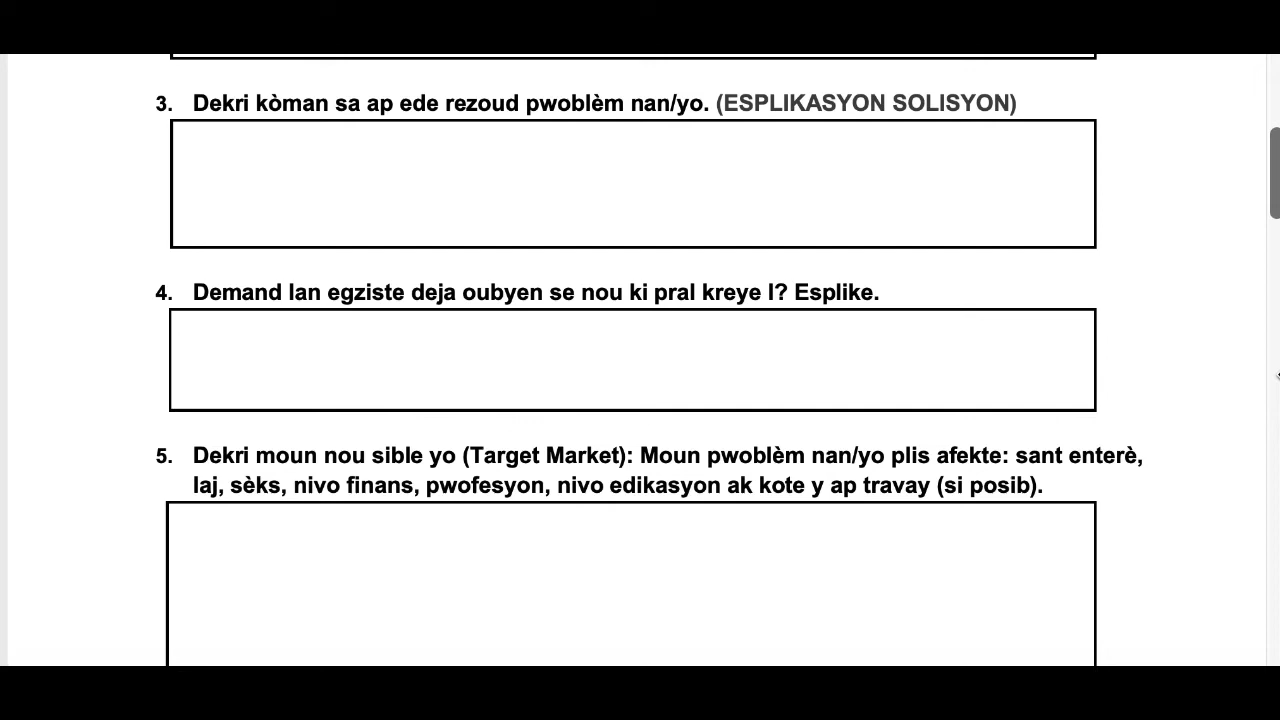 3. Dekri kòman sa ap ede rezoud pwoblèm nan/yo. (ESPLIKASYON SOLISYON)
4. Demand lan egziste deja oubyen se nou ki pral kreye l? Esplike.
5. Dekri moun nou sible yo (Target Market): Moun pwoblèm nan/yo plis afekte: sant enterè,
laj, sèks, nivo finans, pwofesyon, nivo edikasyon ak kote y ap travay (si posib).